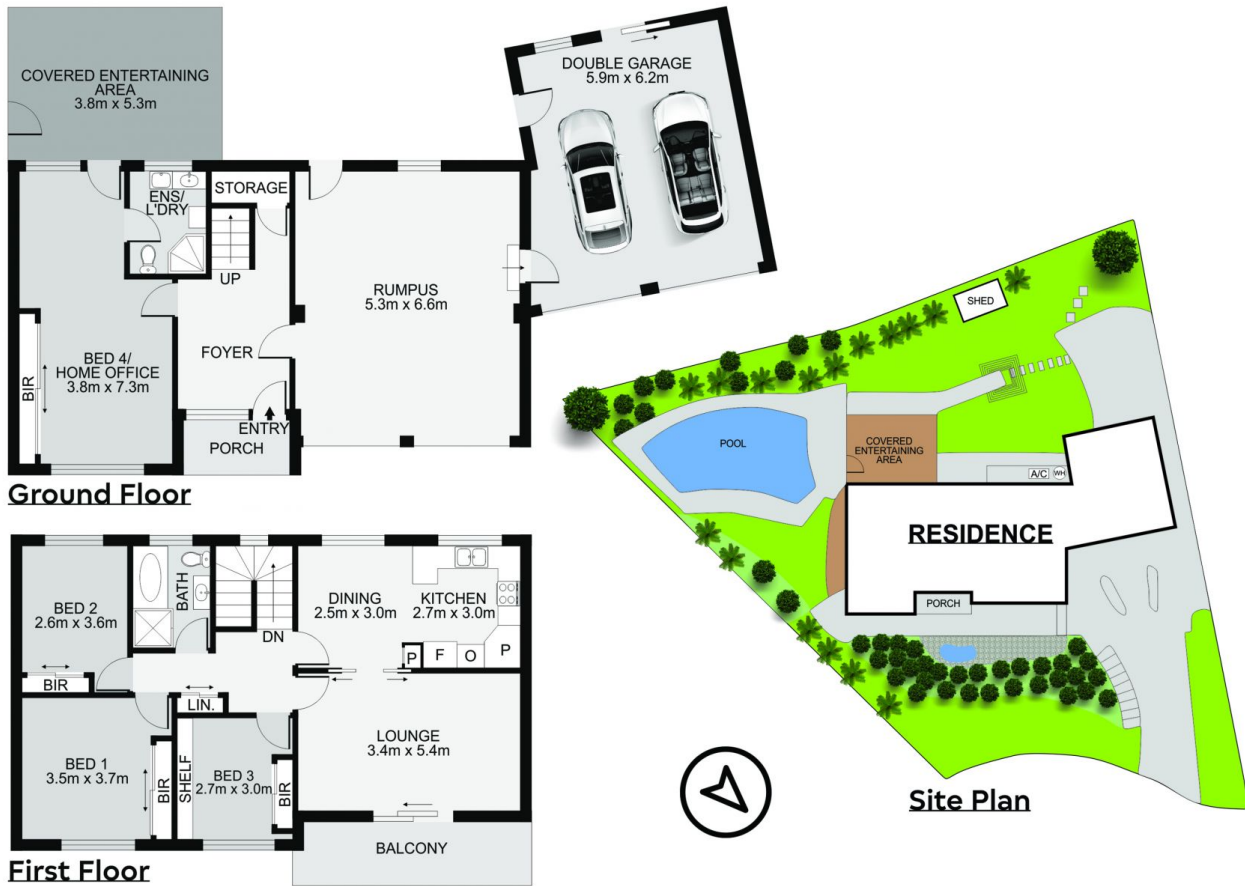 COVERED ENTERTAINING
AREA
3.8m x 5.3m
DOUBLE GARAGE
5.9m x 6.2m
ENS/
L'DRY
STORAGE
UP
RUMPUS
5.3m x 6.6m
FOYER
BED 4/
HOME OFFICE
3.8m x 7.3m
BIR
ENTRY
PORCH
Ground Floor
BED 2
2.6m x 3.6m
BIR
BATH
DN
DINING
2.5m x 3.0m
KITCHEN
2.7m x 3.0m
P
F
O
P
LIN.
BED 1
3.5m x 3.7m
BIR
SHELF
BED 3
2.7m x 3.0m
BIR
LOUNGE
3.4m x 5.4m
BALCONY
First Floor
SHED
POOL
COVERED
ENTERTAINING
AREA
A/C
WH
RESIDENCE
PORCH
Site Plan